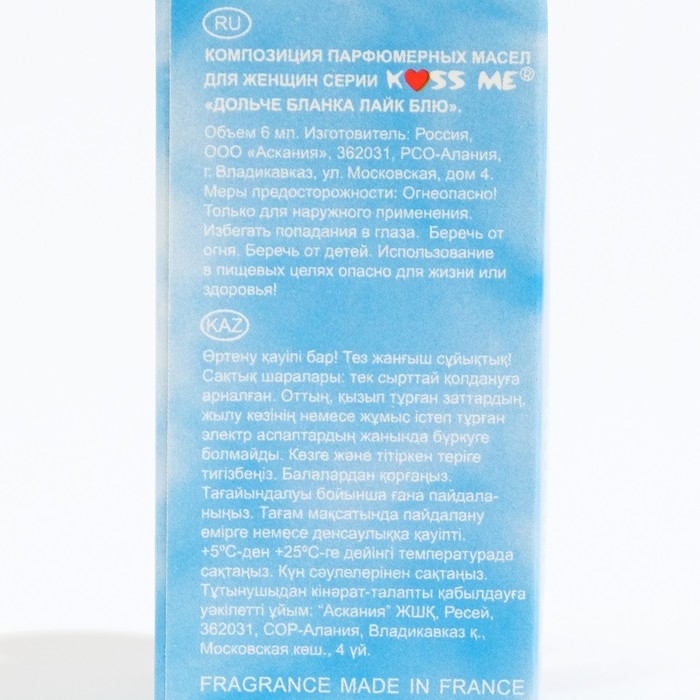 RU
КОМПОЗИЦИЯ ПАРФЮМЕРНЫХ МАСЕЛ
ДЛЯ ЖЕНЩИН СЕРИИ K❤SS ME®
«ДОЛЬЧЕ БЛАНКА ЛАЙК БЛЮ».
Объем 6 мл. Изготовитель: Россия,
ООО «Аскания», 362031, РСО-Алания,
г. Владикавказ, ул. Московская, дом 4.
Меры предосторожности: Огнеопасно!
Только для наружного применения.
Избегать попадания в глаза. Беречь от
огня. Беречь от детей. Использование
в пищевых целях опасно для жизни или
здоровья!
KAZ
Өртену қауіпі бар! Тез жанғыш сұйықтық!
Сақтық шаралары: тек сырттай қолдануға
арналған. Оттың, қызып тұрған заттардың,
жылу көзінің немесе жұмыс істеп тұрған
электр аспаптардың жанында бүркуге
болмайды. Көзге және тітіркен теріге
тигізбеңіз. Балалардан қорғаңыз.
Тағайындалуы бойынша ғана пайдала-
ныңыз. Тағам мақсатында пайдалану
өмірге немесе денсаулыққа қауіпті.
+5ºС-ден +25ºС-ге дейінгі температурада
сақтаңыз. Күн сәулелерінен сақтаңыз.
Тұтынушыдан кінәрат-талапты қабылдауға
уәкілетті ұйым: "Аскания" ЖШҚ, Ресей,
362031, СОР-Алания, Владикавказ қ.,
Московская көш., 4 үй.
FRAGRANCE MADE IN FRANCE